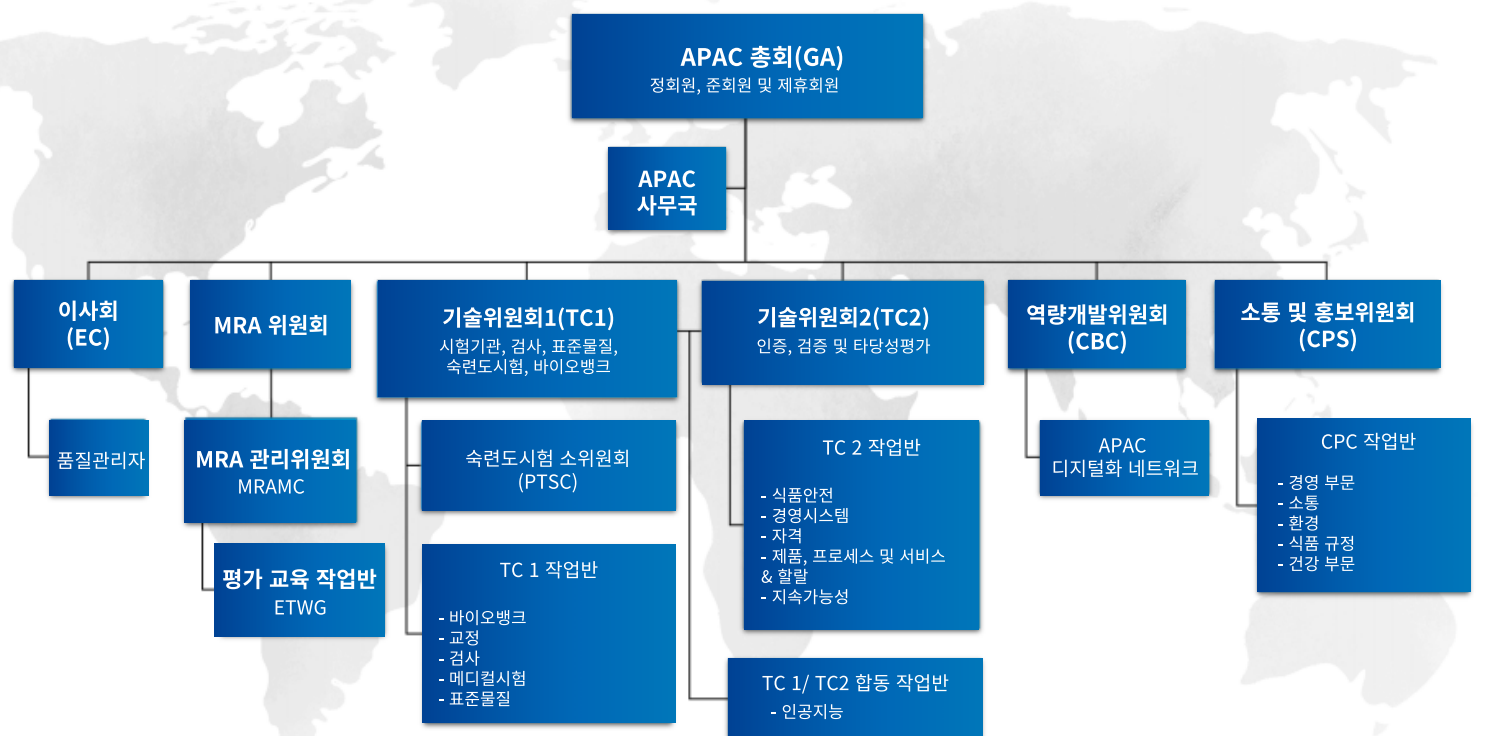 APAC 총회(GA)
정회원, 준회원 및 제휴회원
APAC
사무국
이사회
(EC)
MRA 위원회
기술위원회1(TC1)
시험기관, 검사, 표준물질,
숙련도시험, 바이오뱅크
기술위원회2(TC2)
인증, 검증 및 타당성평가
역량개발위원회
(CBC)
소통 및 홍보위원회
(CPS)
품질관리자
MRA 관리위원회
MRAMC
평가 교육 작업반
ETWG
숙련도시험 소위원회
(PTSC)
TC 1 작업반
- 바이오뱅크
- 교정
- 검사
- 메디컬시험
- 표준물질
TC 2 작업반
- 식품안전
- 경영시스템
- 자격
- 제품, 프로세스 및 서비스
& 할랄
- 지속가능성
TC 1/ TC2 합동 작업반
- 인공지능
APAC
디지털화 네트워크
CPC 작업반
- 경영 부문
- 소통
- 환경
- 식품 규정
- 건강 부문